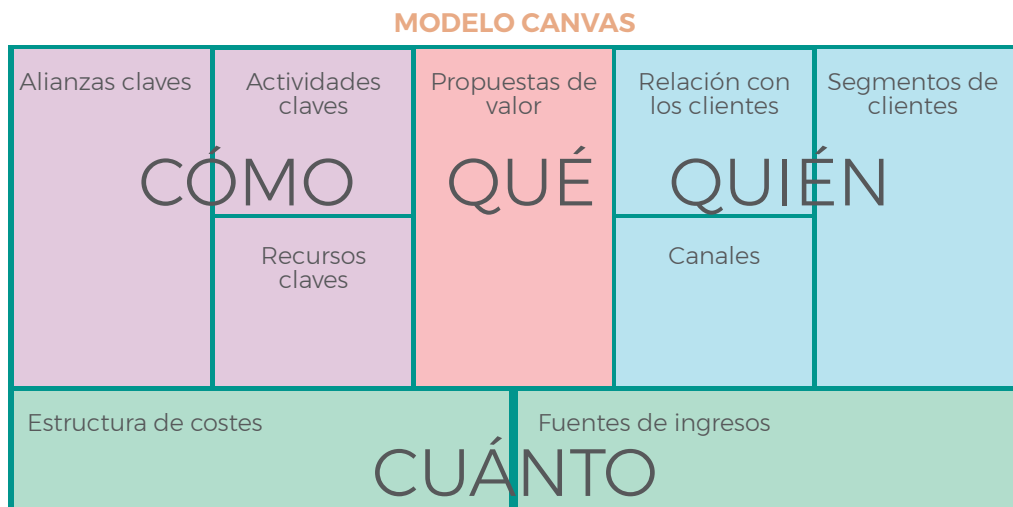 MODELO CANVAS
Alianzas claves
Actividades
claves
Propuestas de
valor
Relación con
los clientes
Segmentos de
clientes
CÓMO
QUÉ
QUIÉN
Recursos
claves
Canales
Estructura de costes
Fuentes de ingresos
CUÁNTO